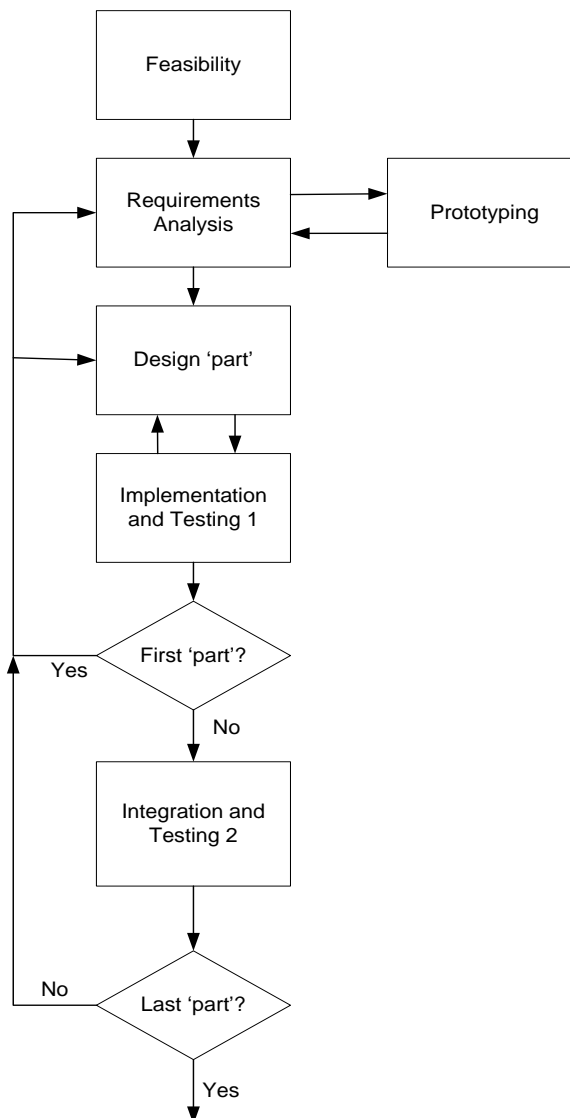 Feasibility
Requirements
Analysis
Prototyping
Design ‘part’
Implementation
and Testing 1
First ‘part’?
Yes
No
Integration and
Testing 2
No
Last ‘part’?
Yes